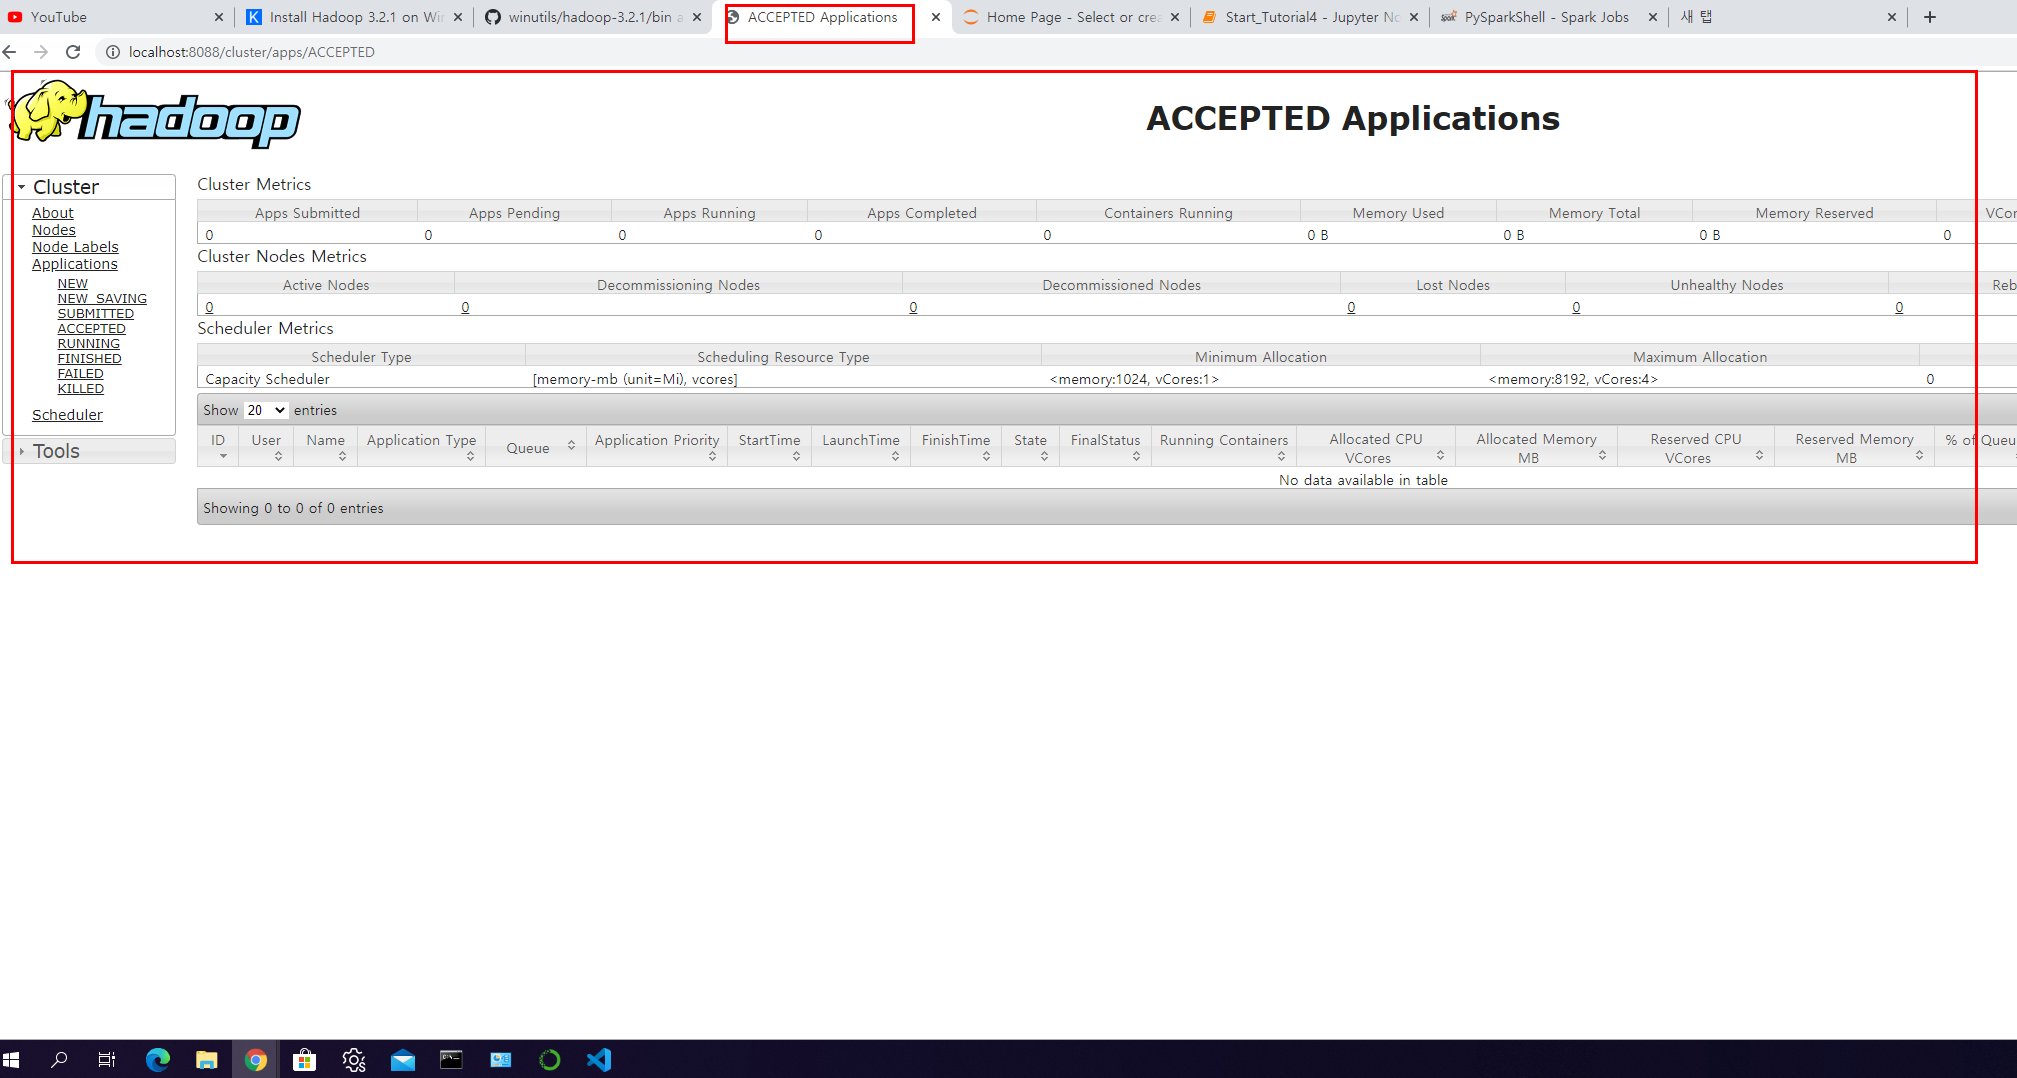 YouTube
Install Hadoop 3.2.1 on Wi
winutils/hadoop-3.2.1/bin a
ACCEPTED Applications
Home Page - Select or crea
Start_Tutorial4 - Jupyter No
PySparkShell - Spark Jobs
새 탭
localhost:8088/cluster/apps/ACCEPTED
hadoop
ACCEPTED Applications
Cluster
About
Nodes
Node Labels
Applications
NEW
NEW_SAVING
SUBMITTED
ACCEPTED
RUNNING
FINISHED
FAILED
KILLED
Scheduler
Tools
Cluster Metrics
Apps Submitted Apps Pending Apps Running Apps Completed Containers Running Memory Used Memory Total Memory Reserved VCor
0 0 0 0 0 0 B 0 B 0 B 0
Cluster Nodes Metrics
Active Nodes Decommissioning Nodes Decommissioned Nodes Lost Nodes Unhealthy Nodes Reb
0 0 0 0 0 0
Scheduler Metrics
Scheduler Type Scheduling Resource Type Minimum Allocation Maximum Allocation
Capacity Scheduler [memory-mb (unit=Mi), vcores] <memory:1024, vCores:1> <memory:8192, vCores:4> 0
Show 20 entries
ID User Name Application Type Queue Application Priority StartTime LaunchTime FinishTime State FinalStatus Running Containers Allocated CPU VCores Allocated Memory MB Reserved CPU VCores Reserved Memory MB % of Queu
No data available in table
Showing 0 to 0 of 0 entries